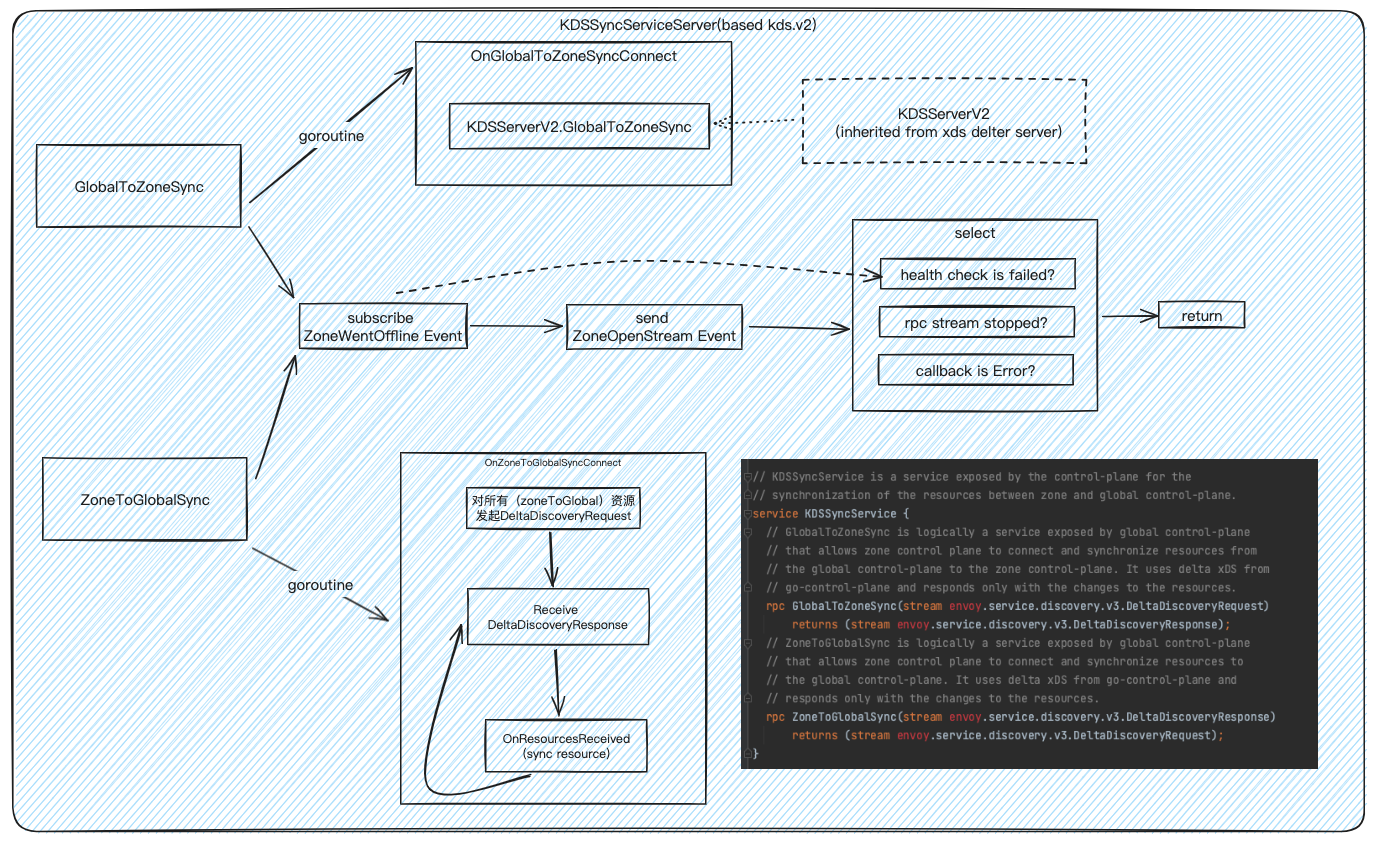 KDSSyncServiceServer(based kds.v2)
OnGlobalToZoneSyncConnect
KDSServerV2.GlobalToZoneSync
KDSServerV2
(inherited from xds delter server)
goroutine
GlobalToZoneSync
select
health check is failed?
rpc stream stopped?
callback is Error?
subscribe
ZoneWentOffline Event
send
ZoneOpenStream Event
return
ZoneToGlobalSync
goroutine
OnZoneToGlobalSyncConnect
对所有（zoneToGlobal）资源
发起DeltaDiscoveryRequest
Receive
DeltaDiscoveryResponse
OnResourcesReceived
(sync resource)
// KDSSyncService is a service exposed by the control-plane for the
// synchronization of the resources between zone and global control-plane.
service KDSSyncService {
// GlobalToZoneSync is logically a service exposed by global control-plane
// that allows zone control plane to connect and synchronize resources from
// the global control-plane to the zone control-plane. It uses delta xDS from
// go-control-plane and responds only with the changes to the resources.
rpc GlobalToZoneSync(stream envoy.service.discovery.v3.DeltaDiscoveryRequest)
returns (stream envoy.service.discovery.v3.DeltaDiscoveryResponse);
// ZoneToGlobalSync is logically a service exposed by global control-plane
// that allows zone control plane to connect and synchronize resources to
// the global control-plane. It uses delta xDS from go-control-plane and
// responds only with the changes to the resources.
rpc ZoneToGlobalSync(stream envoy.service.discovery.v3.DeltaDiscoveryResponse)
returns (stream envoy.service.discovery.v3.DeltaDiscoveryRequest);
}